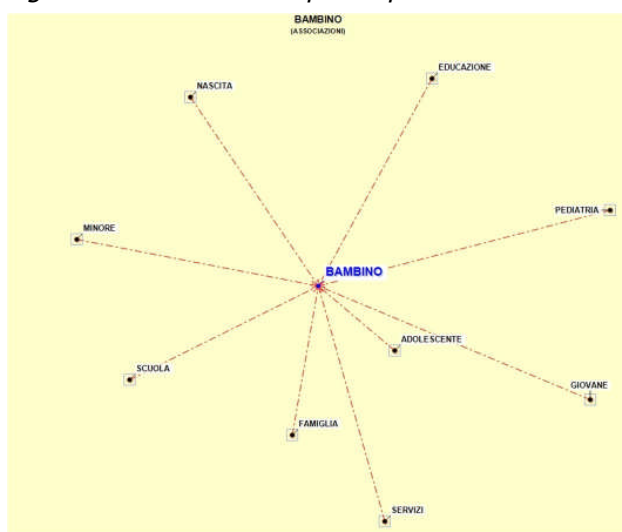 BAMBINO
(ASSOCIAZIONI)
EDUCAZIONE
NASCITA
PEDIATRIA
MINORE
BAMBINO
ADOLESCENTE
SCUOLA
GIOVANE
FAMIGLIA
SERVIZI